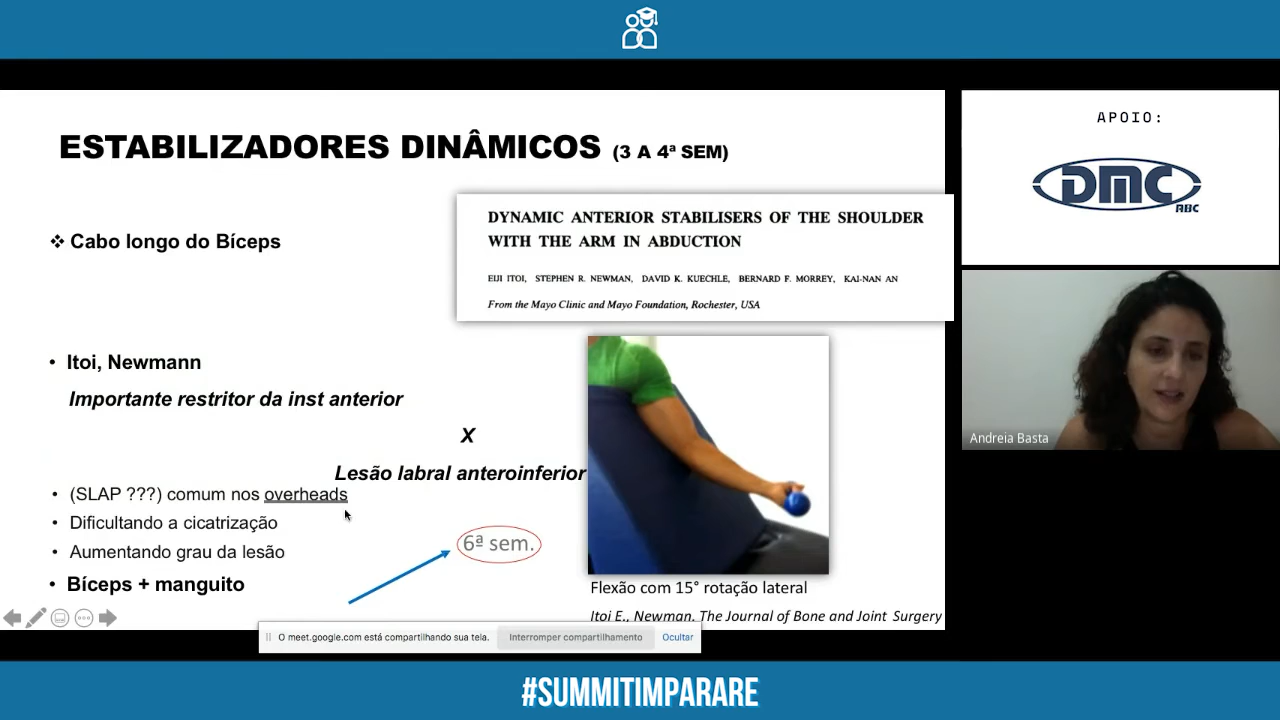 ESTABILIZADORES DINÂMICOS (3 A 4ª SEM)
❖ Cabo longo do Bíceps
DYNAMIC ANTERIOR STABILISERS OF THE SHOULDER
WITH THE ARM IN ABDUCTION
EIJI ITOI, STEPHEN R. NEWMAN, DAVID K. KUECHLE, BERNARD F. MORREY, KAI-NAN AN
From the Mayo Clinic and Mayo Foundation, Rochester, USA
• Itoi, Newmann
Importante restritor da inst anterior
X
Lesão labral anteroinferior
• (SLAP ???) comum nos overheads
• Dificultando a cicatrização
• Aumentando grau da lesão
• Bíceps + manguito
6ª sem.
Flexão com 15° rotação lateral
Itoi E., Newman. The Journal of Bone and Joint Surgery
O meet.google.com está compartilhando sua tela.
Interromper compartilhamento
Ocultar
APOIO:
DMC
ABC
Andreia Basta
#SUMMITIMPARARE